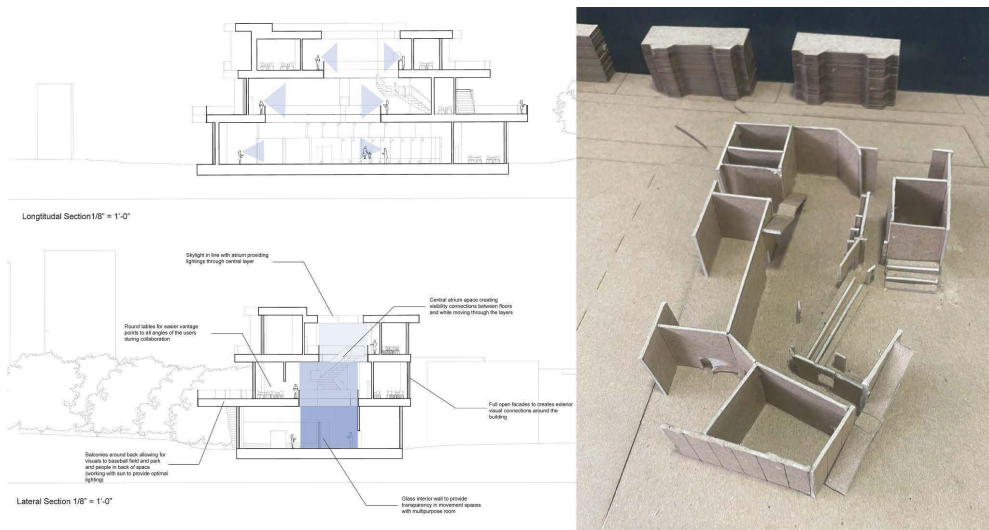 Longtitudal Section1/8" = 1'-0"
Skylight in line with atrium providing
lightings through central layer
Central atrium space creating
visibility connections between floors
and while moving through the layers
Round tables for easier vantage
points to all angles of the users
during collaboration
Full open facades to creates exterior
visual connections around the
building
Balconies around back allowing for
visuals to baseball field and park
and people in back of space
(working with sun to provide optimal
lighting)
Glass interior wall to provide
transparency in movement spaces
with multipurpose room
Lateral Section 1/8" = 1'-0"